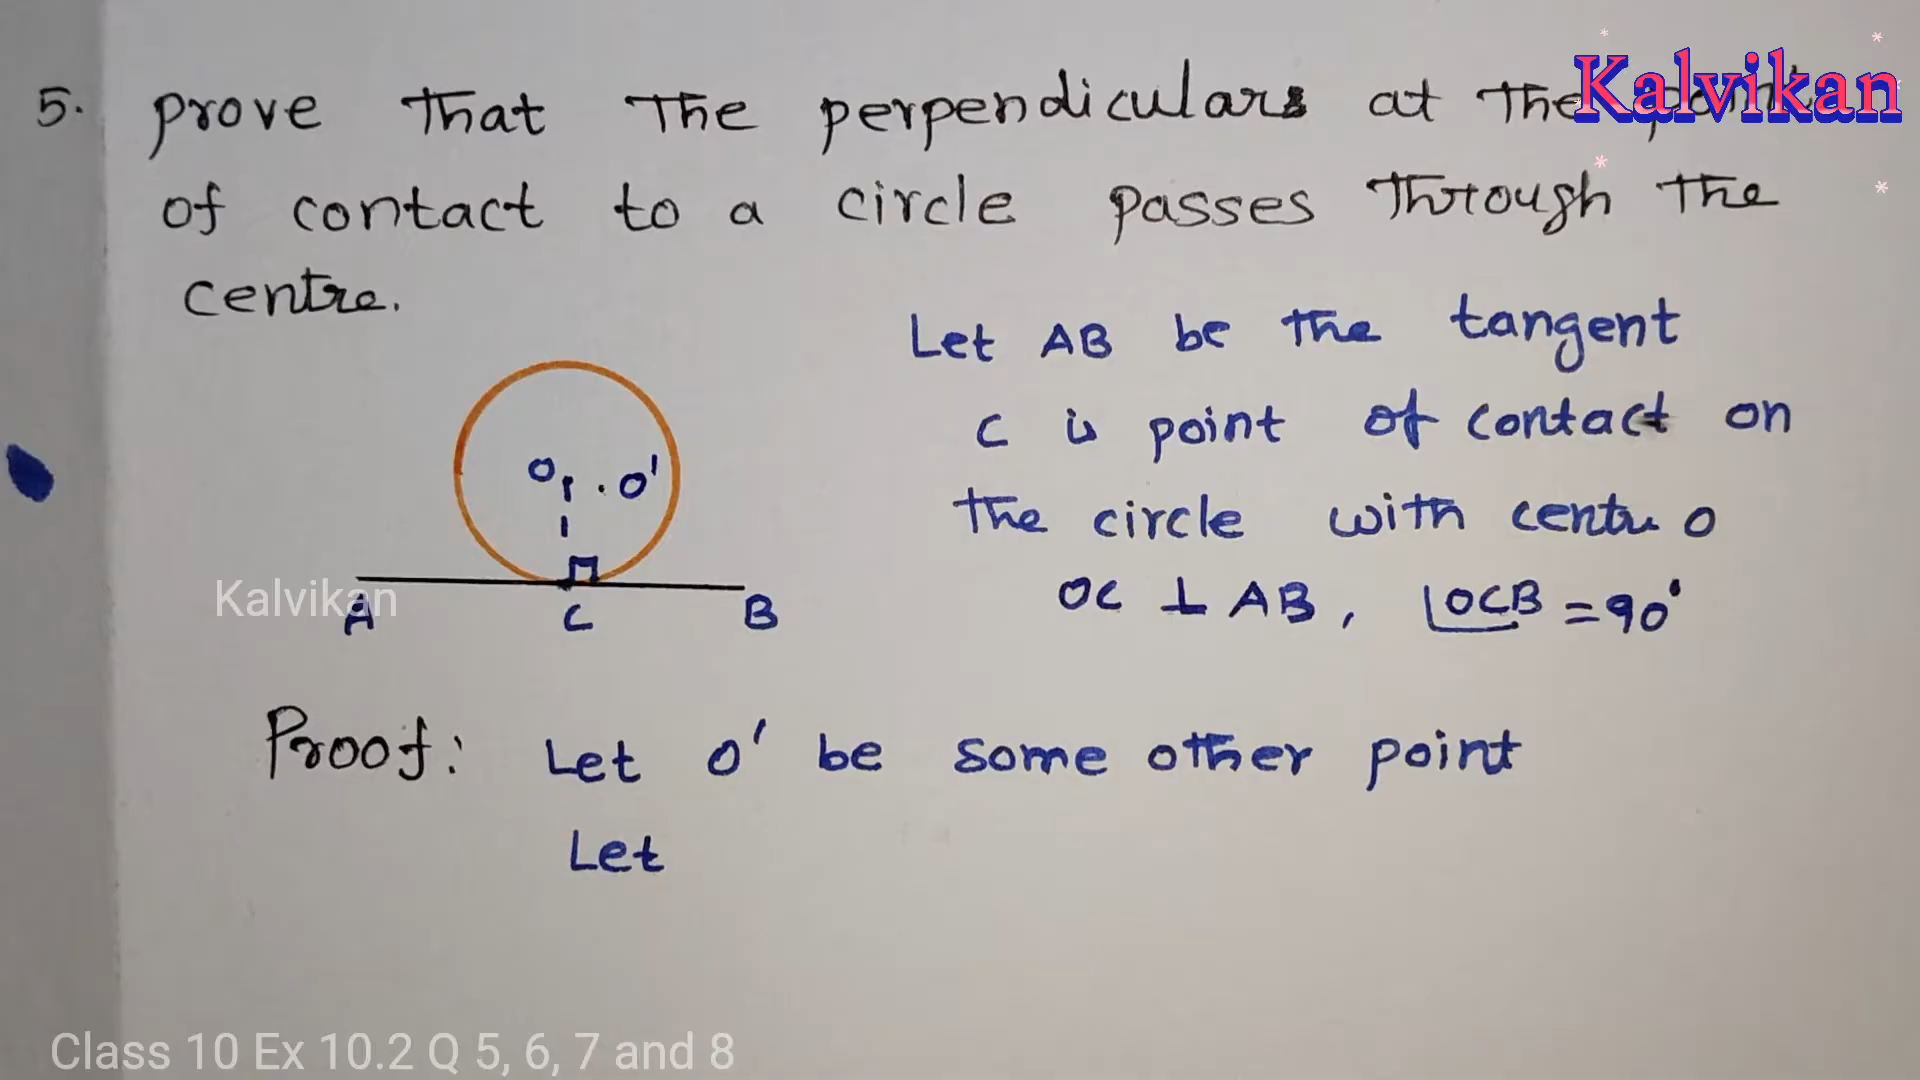 Kalvikan
5. prove that the perpendiculars at the point
of contact to a circle passes through the
centre.
Let AB be the tangent
C is point of contact on
the circle with centre O
OC ⊥ AB, ∠OCB = 90°
O . O'
A C B
Kalvikan
Proof: Let O' be some other point
Let
Class 10 Ex 10.2 Q 5, 6, 7 and 8